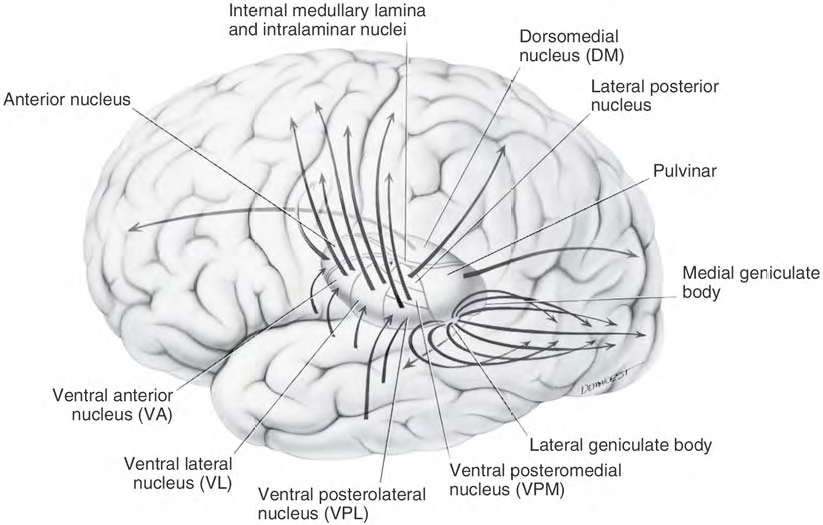 Internal medullary lamina
and intralaminar nuclei
Dorsomedial
nucleus (DM)
Lateral posterior
nucleus
Anterior nucleus
Pulvinar
Medial geniculate
body
Ventral anterior
nucleus (VA)
Lateral geniculate body
Ventral lateral
nucleus (VL)
Ventral posteromedial
nucleus (VPM)
Ventral posterolateral
nucleus (VPL)